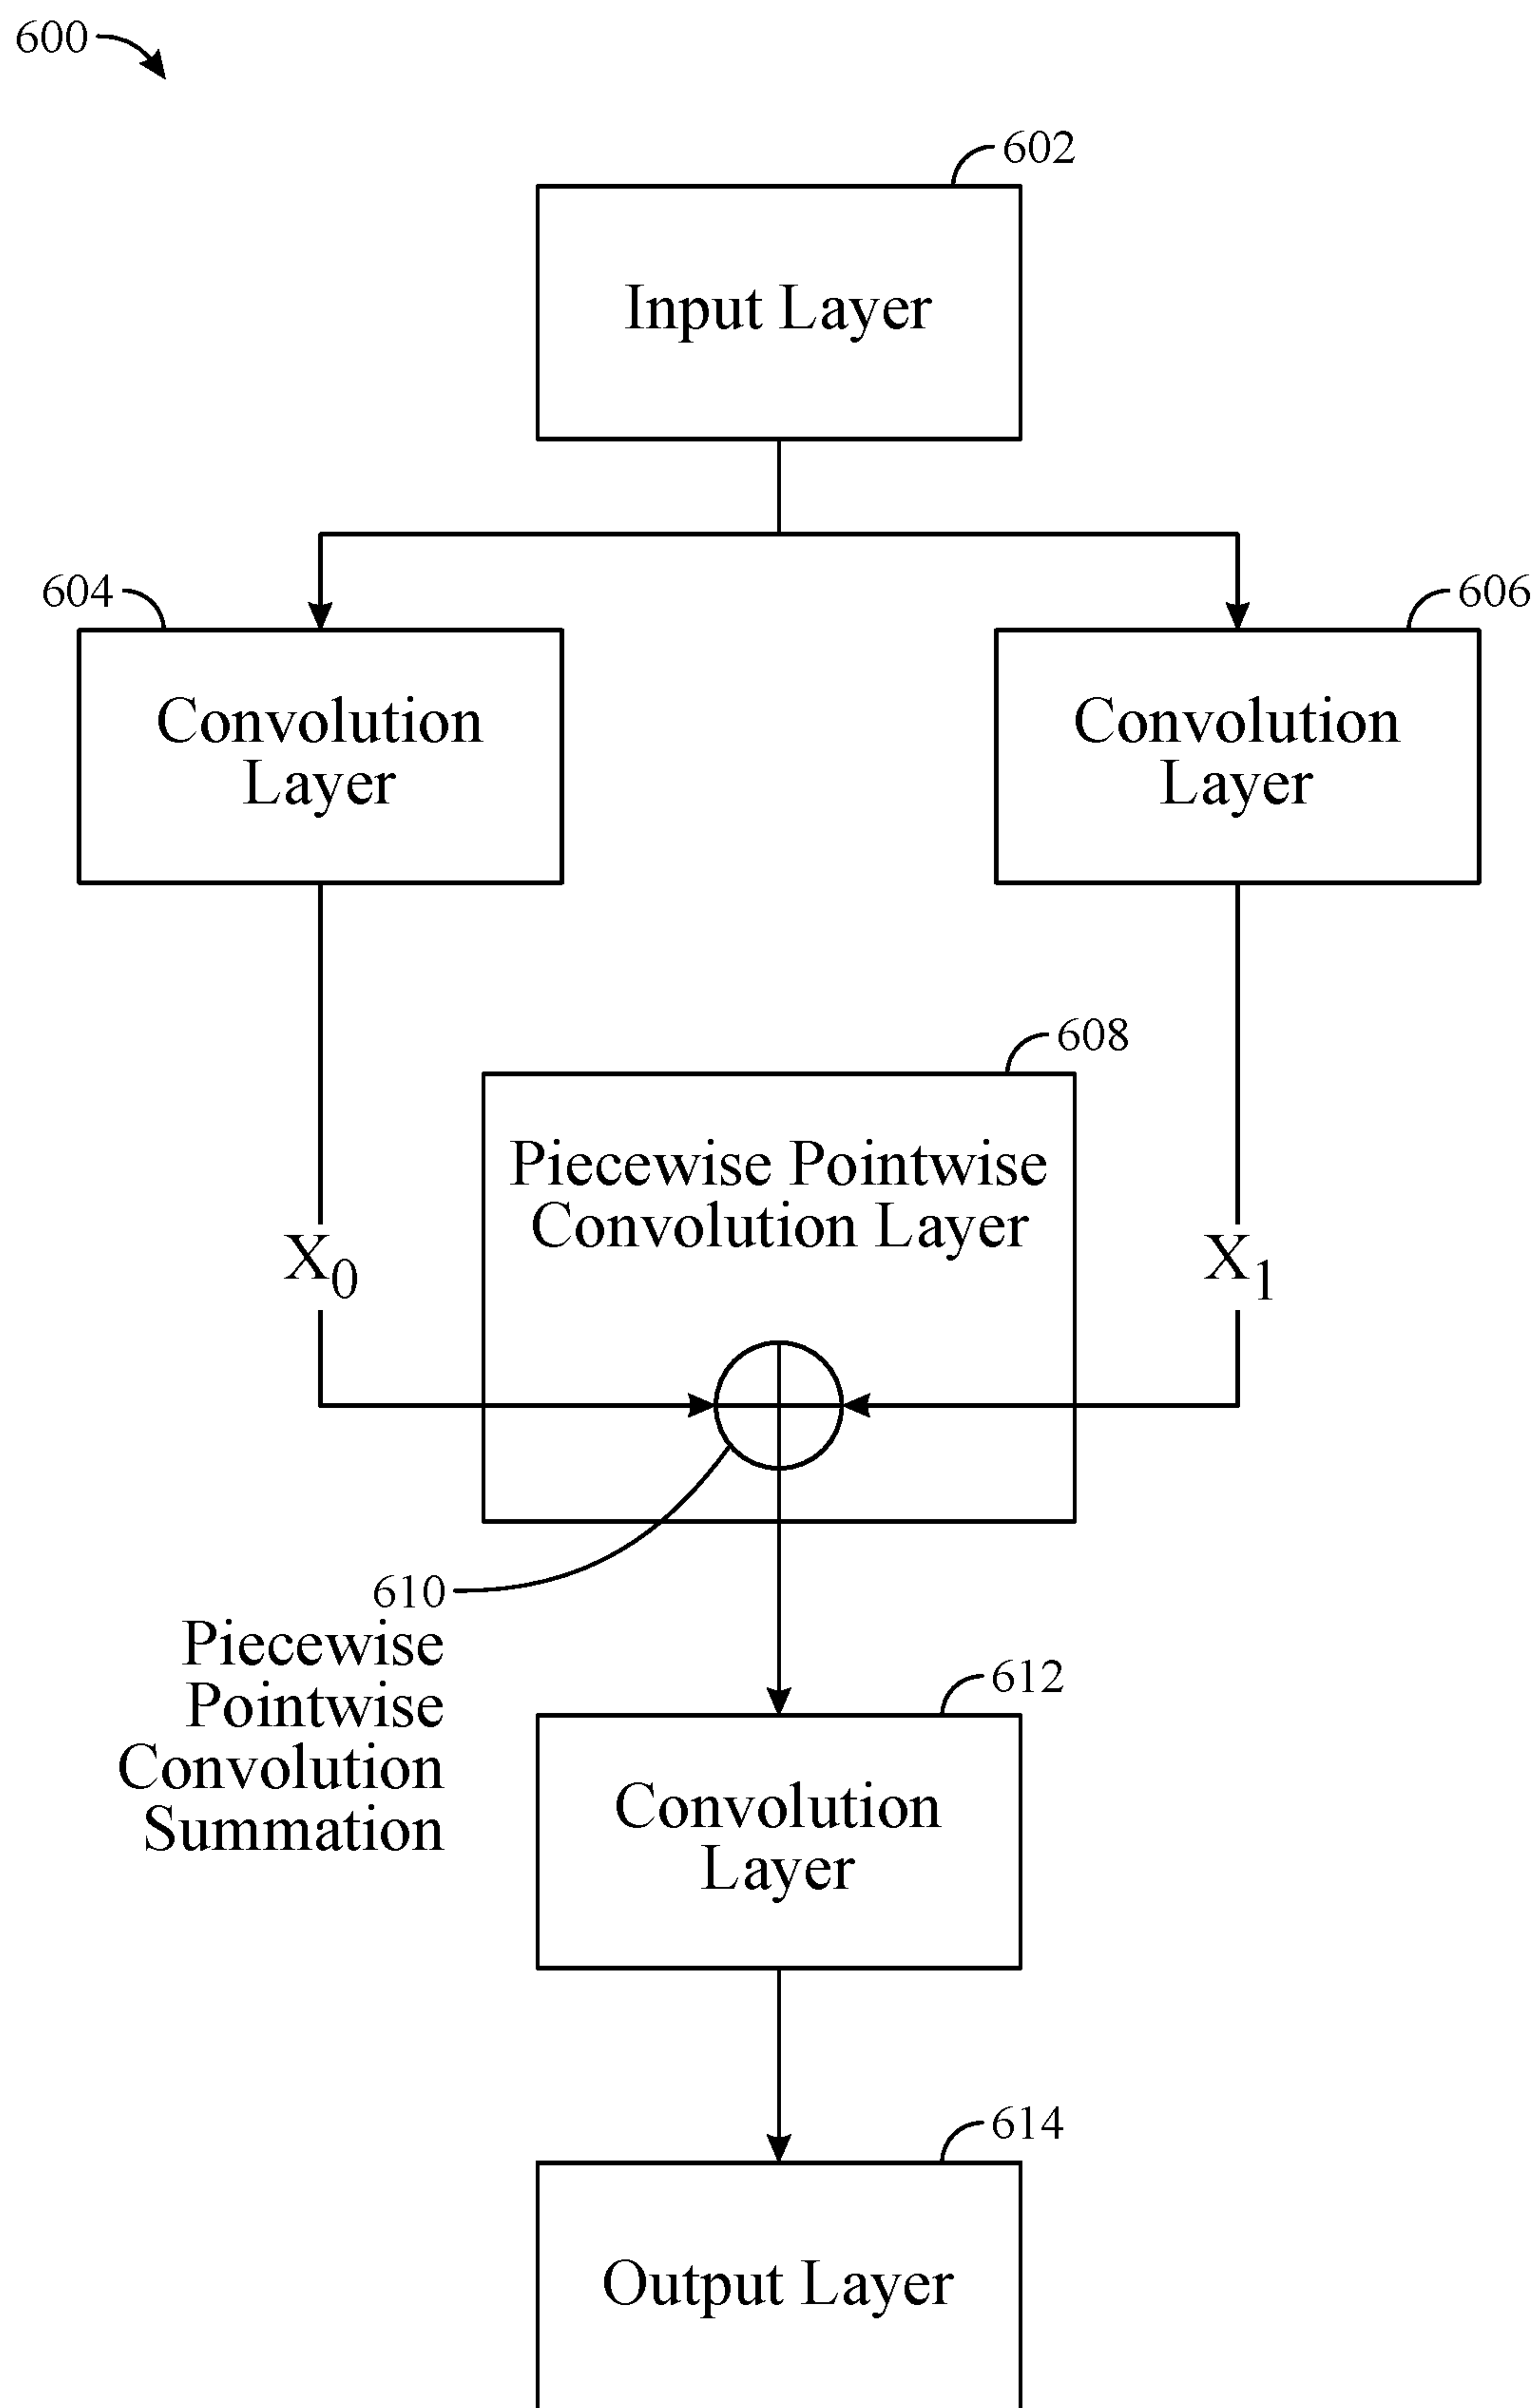 600
602
Input Layer
604
606
Convolution
Layer
Convolution
Layer
608
Piecewise Pointwise
Convolution Layer
X0
X1
610
Piecewise
Pointwise
Convolution
Summation
612
Convolution
Layer
614
Output Layer